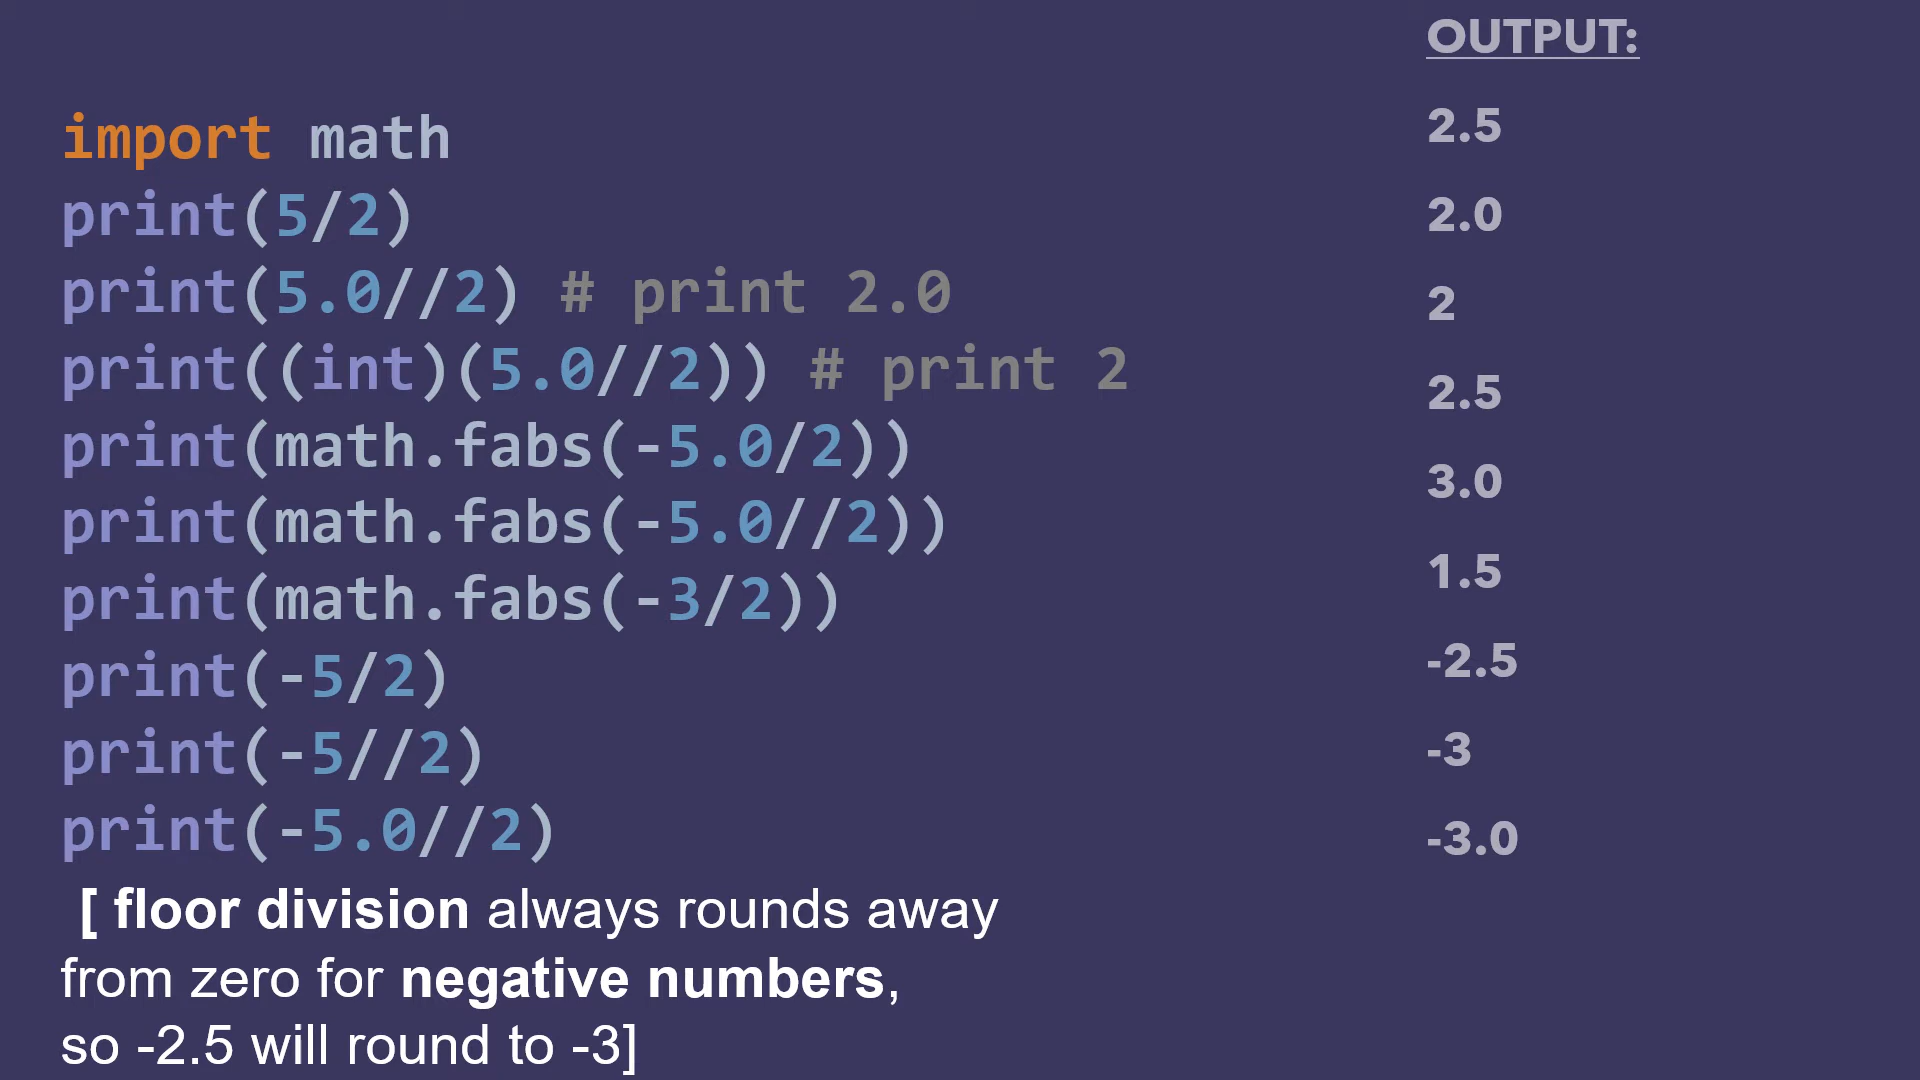 import math
print(5/2)
print(5.0//2) # print 2.0
print((int)(5.0//2)) # print 2
print(math.fabs(-5.0/2))
print(math.fabs(-5.0//2))
print(math.fabs(-3/2))
print(-5/2)
print(-5//2)
print(-5.0//2)
[ floor division always rounds away
from zero for negative numbers,
so -2.5 will round to -3]
OUTPUT:
2.5
2.0
2
2.5
3.0
1.5
-2.5
-3
-3.0